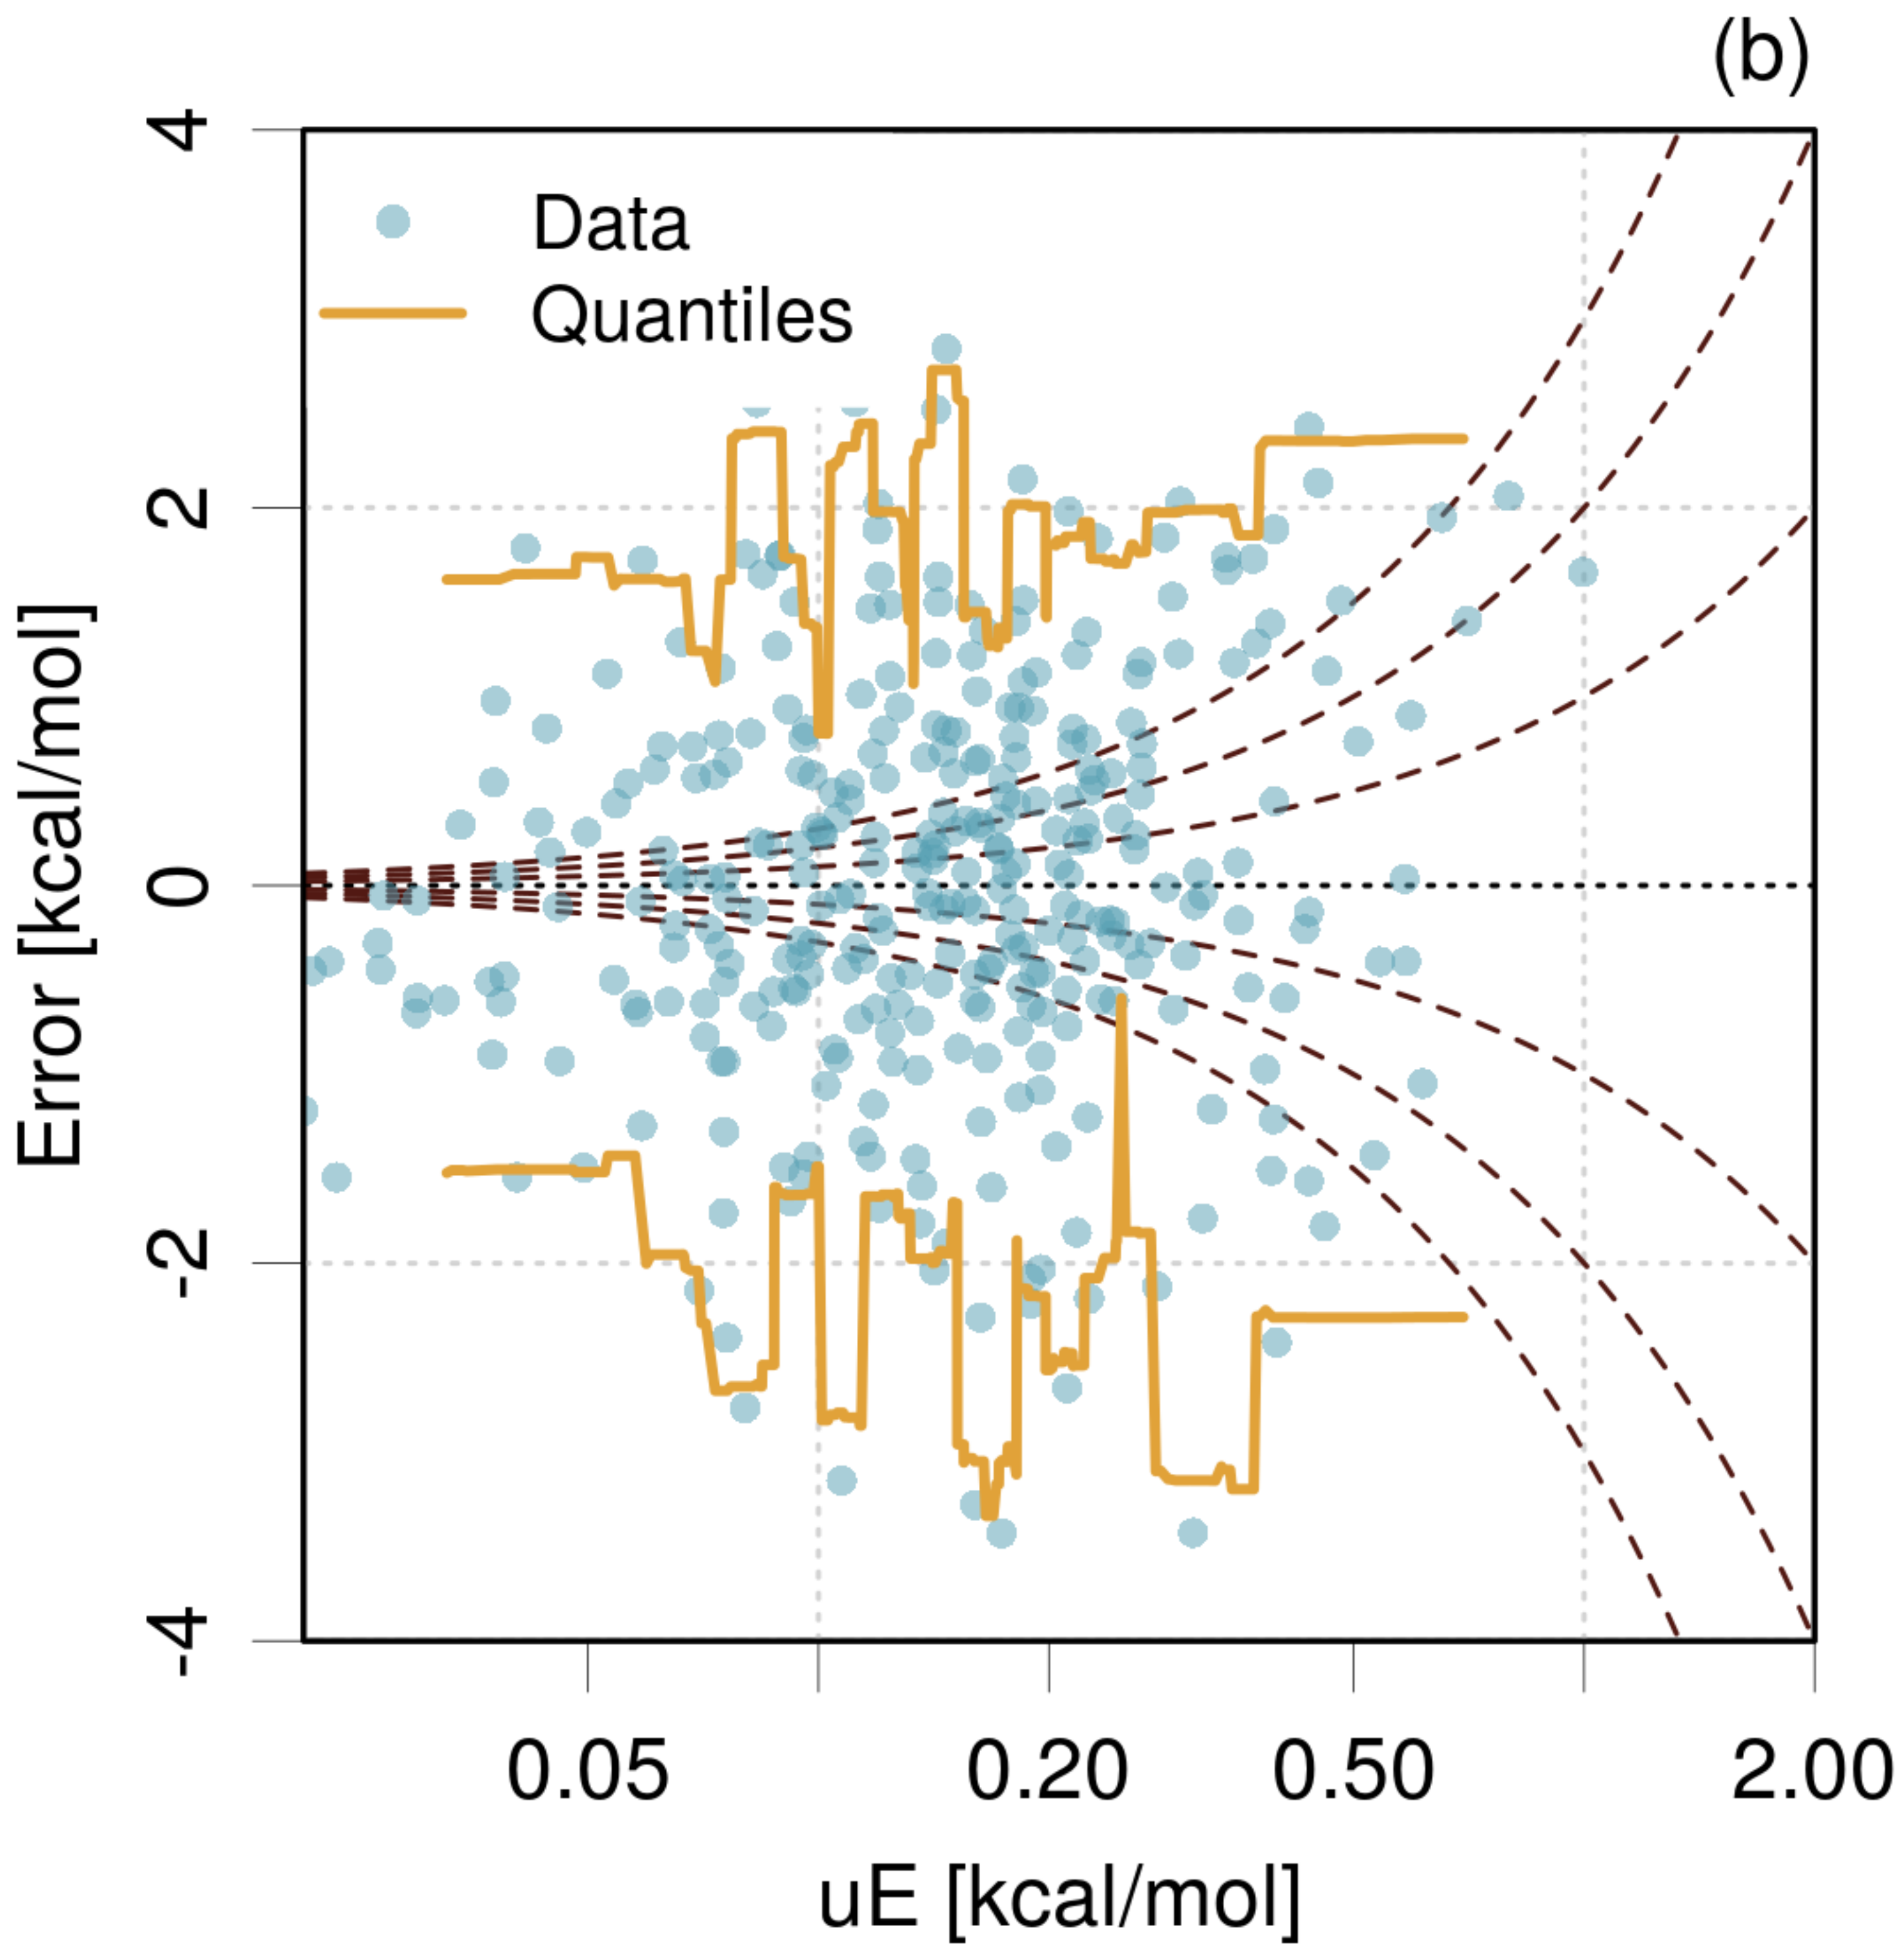 (b)
Data
Quantiles
Error [kcal/mol]
4
2
0
-2
-4
0.05 0.20 0.50 2.00
uE [kcal/mol]